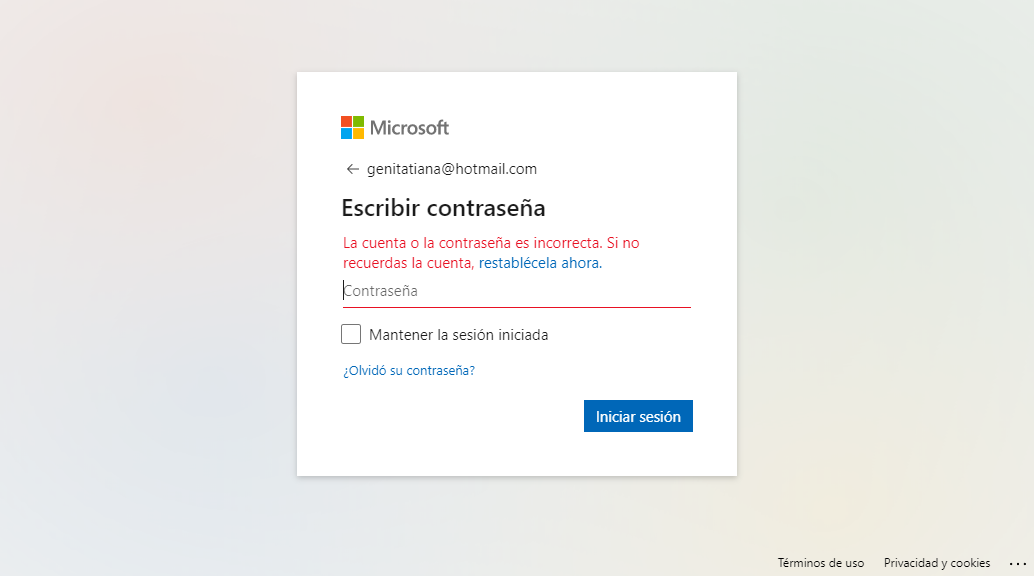 Microsoft
genitatiana@hotmail.com
Escribir contraseña
La cuenta o la contraseña es incorrecta. Si no
recuerdas la cuenta, restablécela ahora.
Contraseña
Mantener la sesión iniciada
¿Olvidó su contraseña?
Iniciar sesión
Términos de uso Privacidad y cookies ...